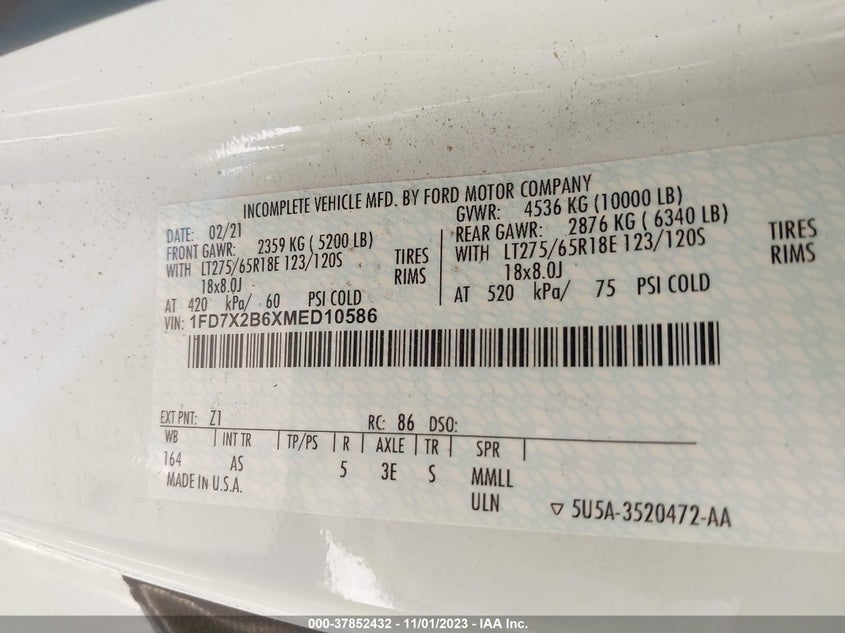 INCOMPLETE VEHICLE MFD. BY FORD MOTOR COMPANY
DATE: 02/21 GVWR: 4536 KG (10000 LB)
FRONT GAWR: 2359 KG ( 5200 LB) REAR GAWR: 2876 KG ( 6340 LB)
WITH LT275/65R18E 123/120S TIRES WITH LT275/65R18E 123/120S TIRES
18x8.0J RIMS 18x8.0J RIMS
AT 420 kPa/ 60 PSI COLD AT 520 kPa/ 75 PSI COLD
VIN: 1FD7X2B6XMED10586
EXT PNT: Z1 RC: 86 DSO:
WB INT TR TP/PS R AXLE TR SPR
164 AS 5 3E S MMLL
MADE IN U.S.A. ULN
▽ 5U5A-3520472-AA
000-37852432 - 11/01/2023 - IAA Inc.